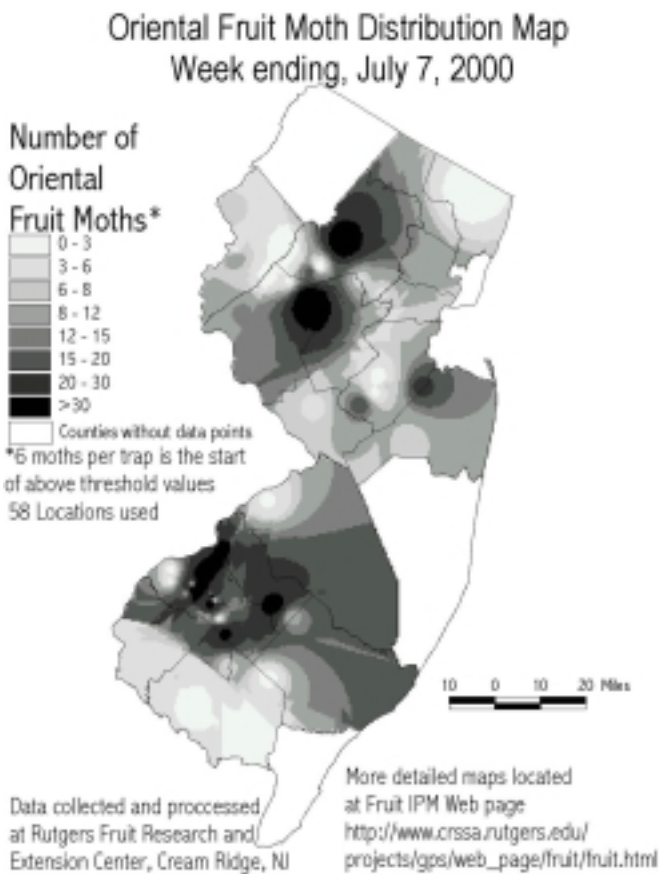 Oriental Fruit Moth Distribution Map
Week ending, July 7, 2000
Number of
Oriental
Fruit Moths*
0 - 3
3 - 6
6 - 8
8 - 12
12 - 15
15 - 20
20 - 30
>30
Counties without data points
*6 moths per trap is the start
of above threshold values
58 Locations used
10 0 10 20 Miles
Data collected and proccessed
at Rutgers Fruit Research and
Extension Center, Cream Ridge, NJ
More detailed maps located
at Fruit IPM Web page
http://www.crssa.rutgers.edu/
projects/gps/web_page/fruit/fruit.html